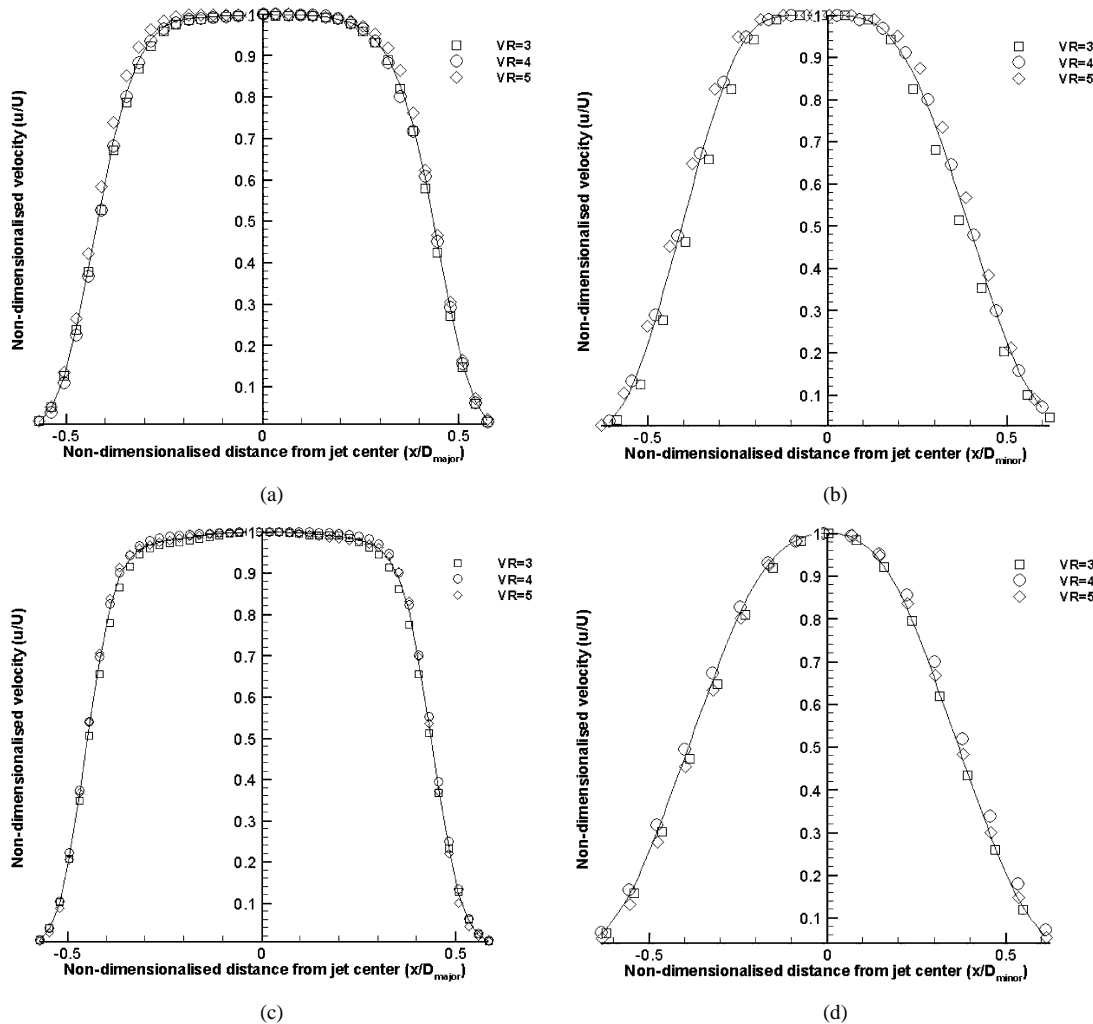 Non-dimensionalised velocity (u/U)
1
0.9
0.8
0.7
0.6
0.5
0.4
0.3
0.2
0.1
-0.5
0
0.5
Non-dimensionalised distance from jet center (x/Dmajor)
VR=3
VR=4
VR=5
(a)
Non-dimensionalised velocity (u/U)
1
0.9
0.8
0.7
0.6
0.5
0.4
0.3
0.2
0.1
-0.5
0
0.5
Non-dimensionalised distance from jet center (x/Dminor)
VR=3
VR=4
VR=5
(b)
Non-dimensionalised velocity (u/U)
1
0.9
0.8
0.7
0.6
0.5
0.4
0.3
0.2
0.1
-0.5
0
0.5
Non-dimensionalised distance from jet center (x/Dmajor)
VR=3
VR=4
VR=5
(c)
Non-dimensionalised velocity (u/U)
1
0.9
0.8
0.7
0.6
0.5
0.4
0.3
0.2
0.1
-0.5
0
0.5
Non-dimensionalised distance from jet center (x/Dminor)
VR=3
VR=4
VR=5
(d)